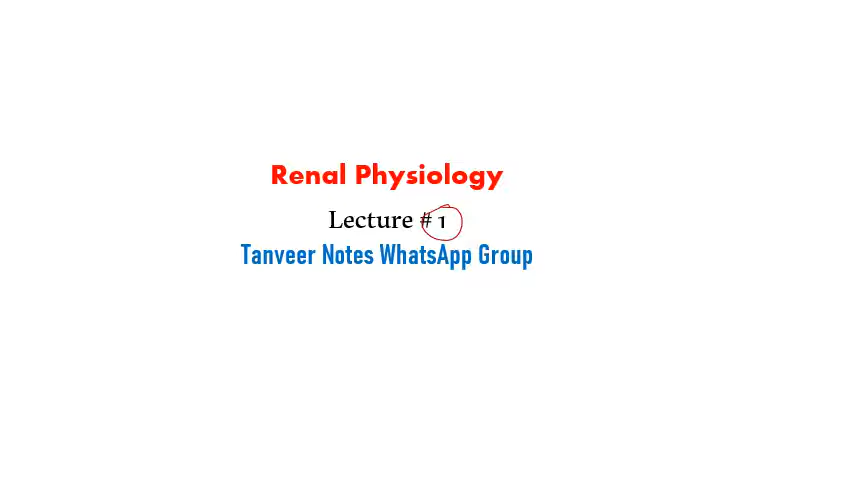 Renal Physiology
Lecture # 1
Tanveer Notes WhatsApp Group